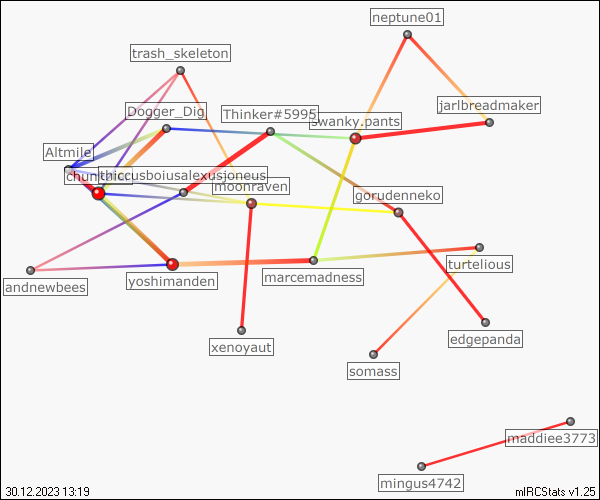 neptune01
trash_skeleton
jarlbreadmaker
Dogger_Dig
Thinker#5995
swanky.pants
Altmile
thiccusboiusalexusjoneus
moonraven
gorudenneko
turtelious
andnewbees
yoshimanden
marcemadness
xenoyaut
edgepanda
somass
maddiee3773
mingus4742
30.12.2023 13:19
mIRCStats v1.25